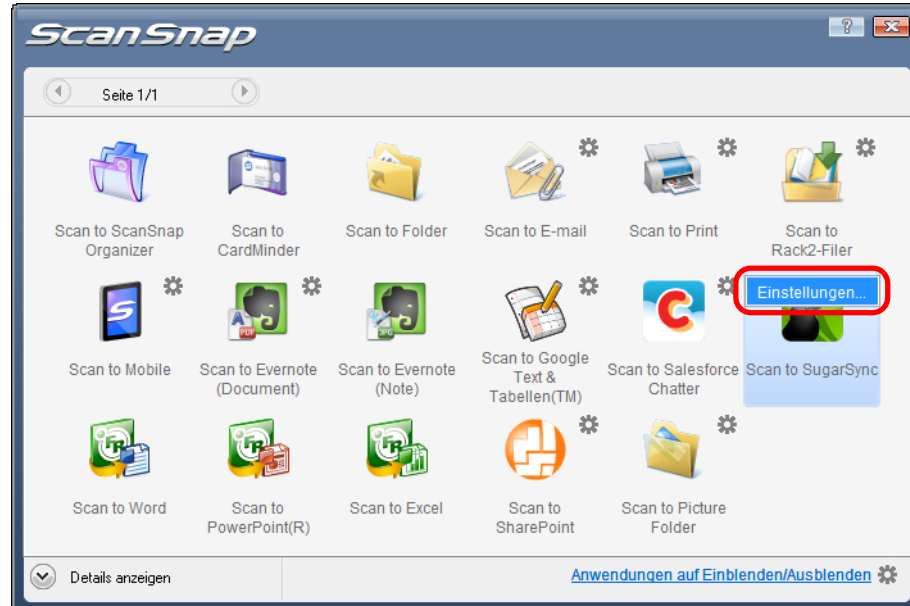 ScanSnap
Seite 1/1
Scan to ScanSnap
Organizer
Scan to
CardMinder
Scan to Folder
Scan to E-mail
Scan to Print
Scan to
Rack2-Filer
Einstellungen...
Scan to Mobile
Scan to Evernote
(Document)
Scan to Evernote
(Note)
Scan to Google
Text &
Tabellen(TM)
Scan to Salesforce
Chatter
Scan to SugarSync
Scan to Word
Scan to
PowerPoint(R)
Scan to Excel
Scan to
SharePoint
Scan to Picture
Folder
Details anzeigen
Anwendungen auf Einblenden/Ausblenden